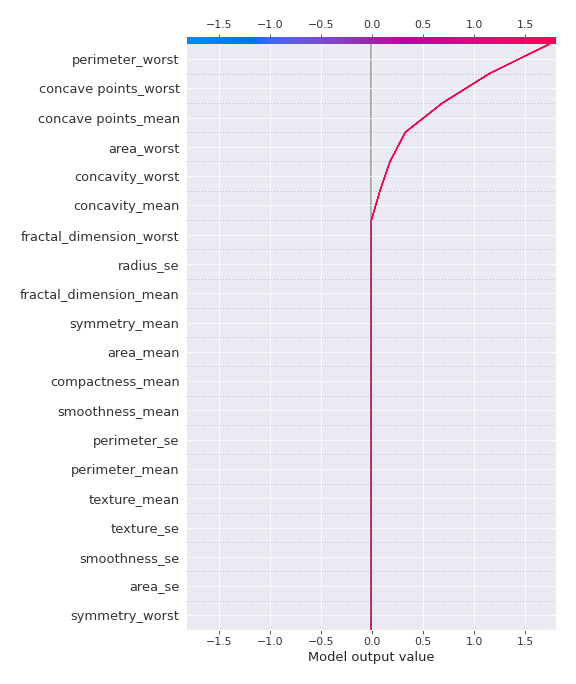 −1.5 −1.0 −0.5 0.0 0.5 1.0 1.5
perimeter_worst
concave points_worst
concave points_mean
area_worst
concavity_worst
concavity_mean
fractal_dimension_worst
radius_se
fractal_dimension_mean
symmetry_mean
area_mean
compactness_mean
smoothness_mean
perimeter_se
perimeter_mean
texture_mean
texture_se
smoothness_se
area_se
symmetry_worst
−1.5 −1.0 −0.5 0.0 0.5 1.0 1.5
Model output value